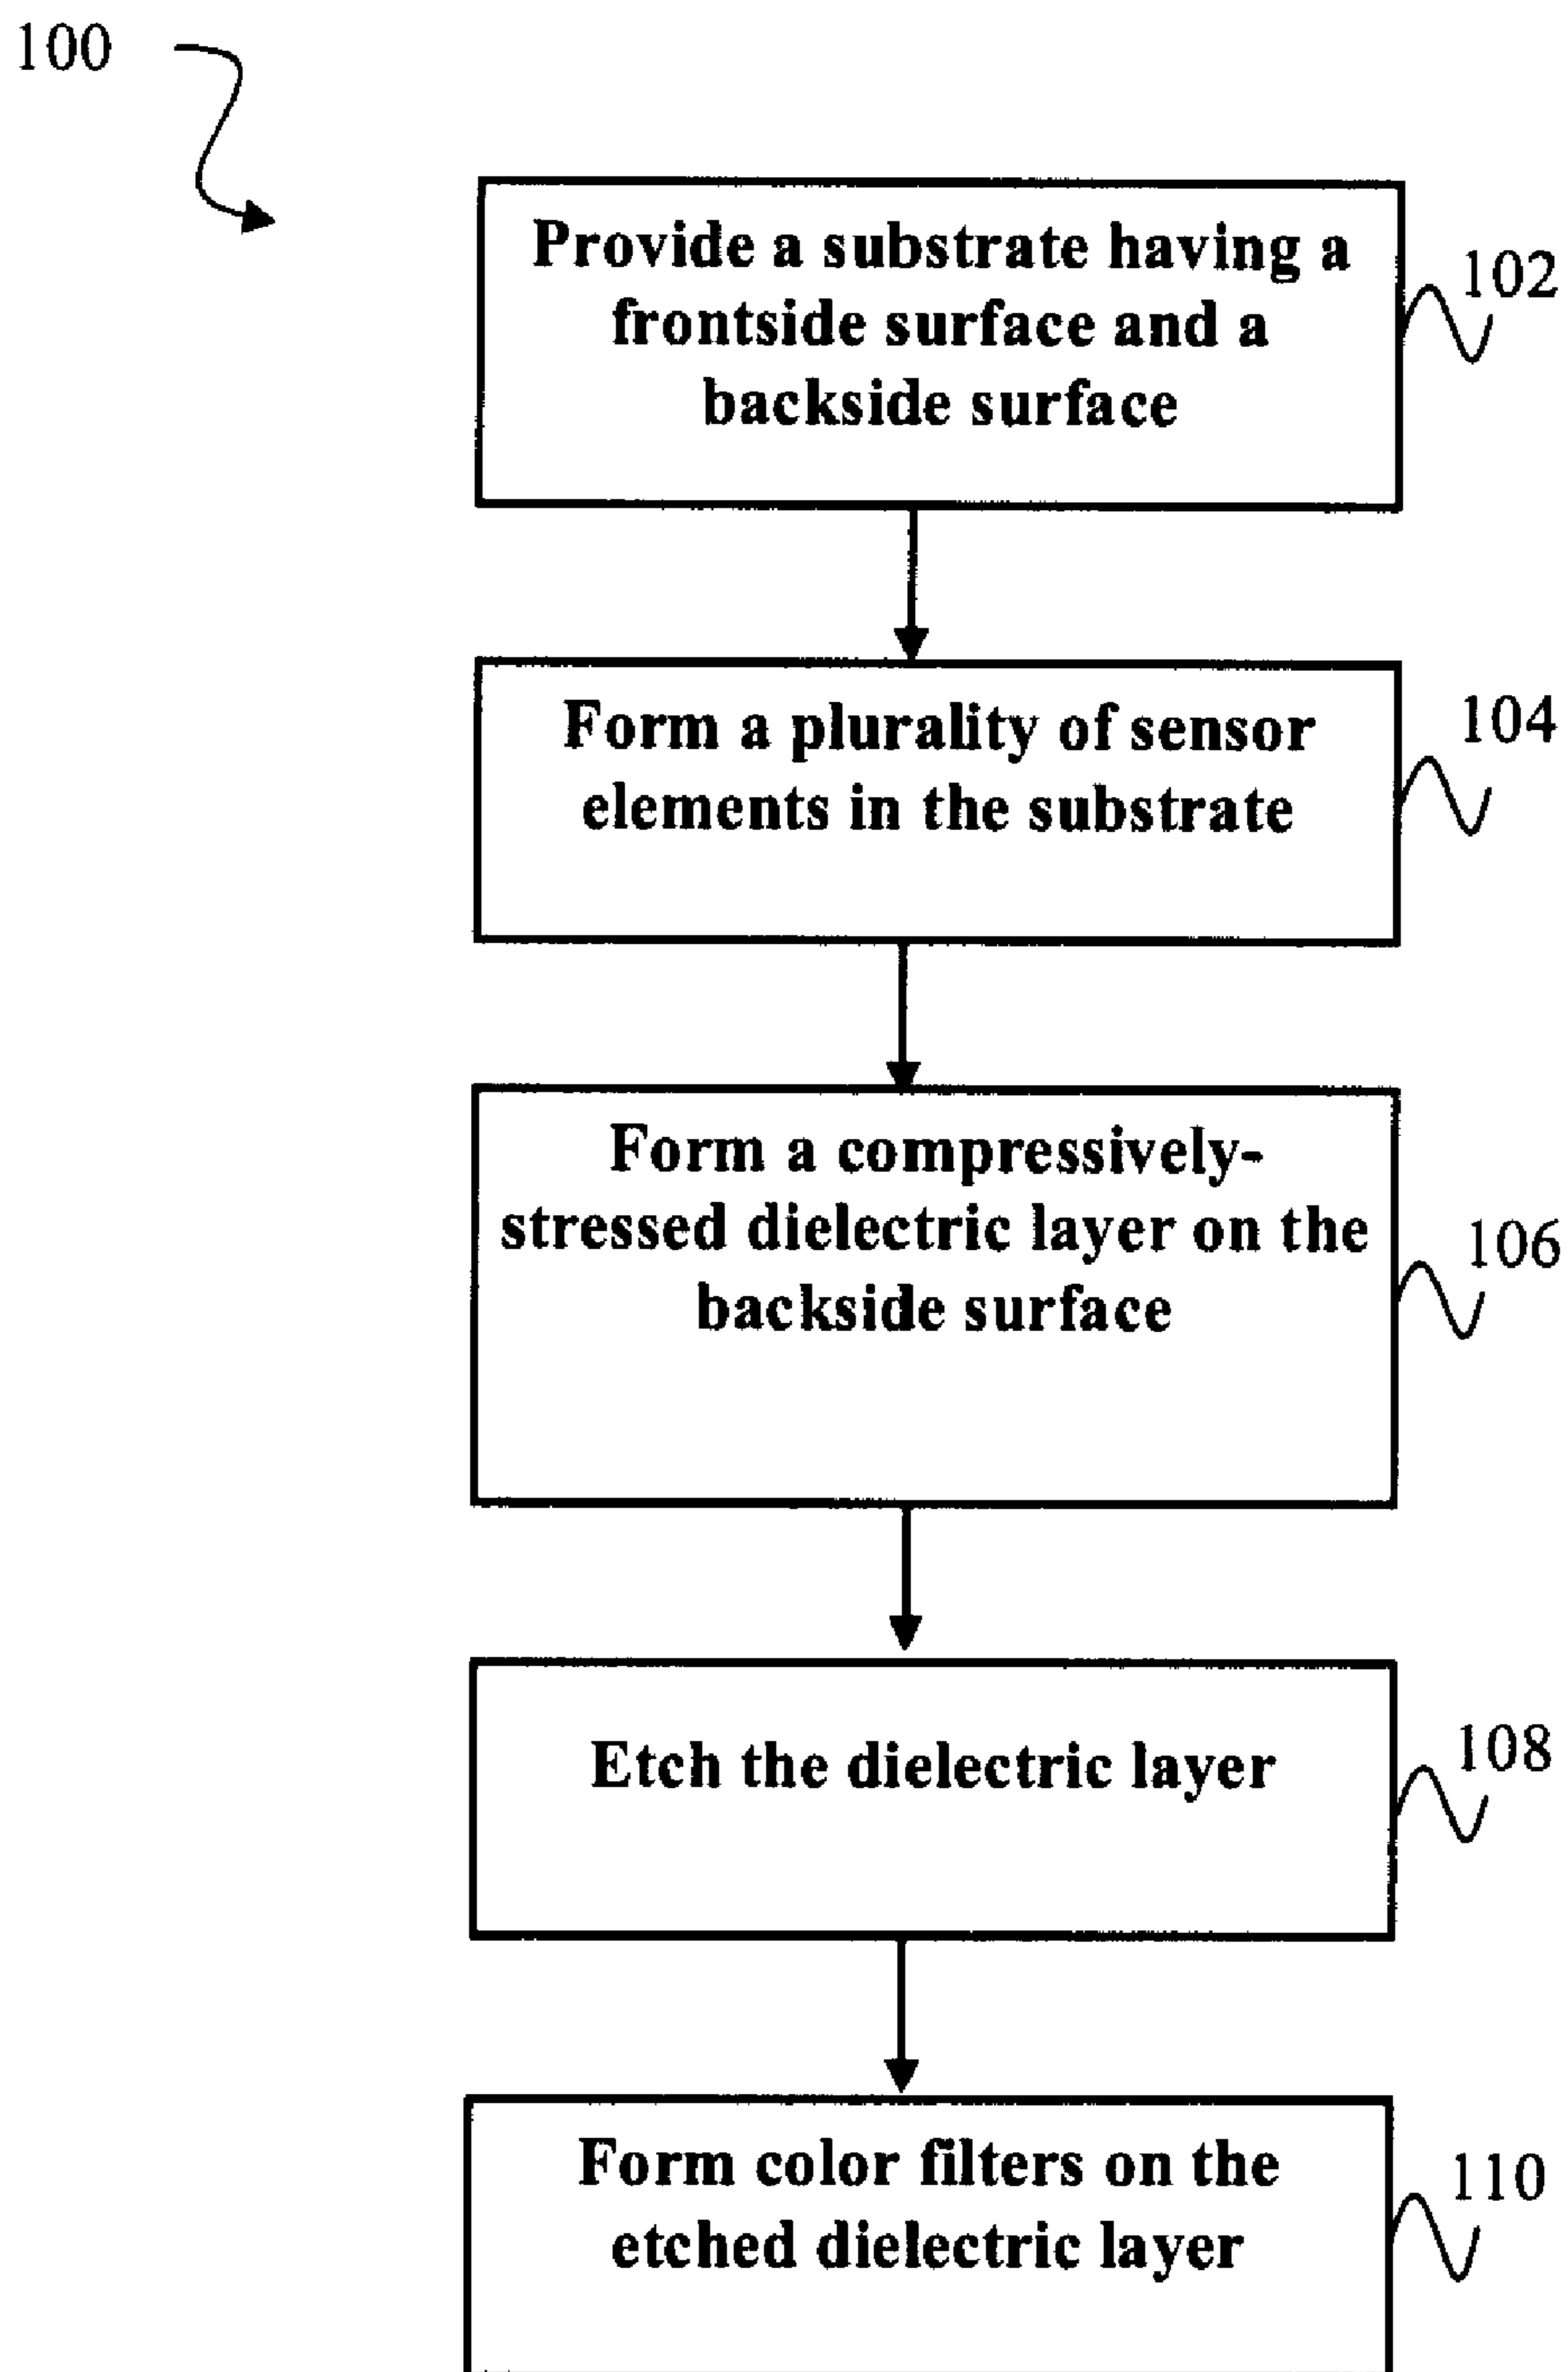 100
Provide a substrate having a
frontside surface and a
backside surface
102
Form a plurality of sensor
elements in the substrate
104
Form a compressively-
stressed dielectric layer on the
backside surface
106
Etch the dielectric layer
108
Form color filters on the
etched dielectric layer
110